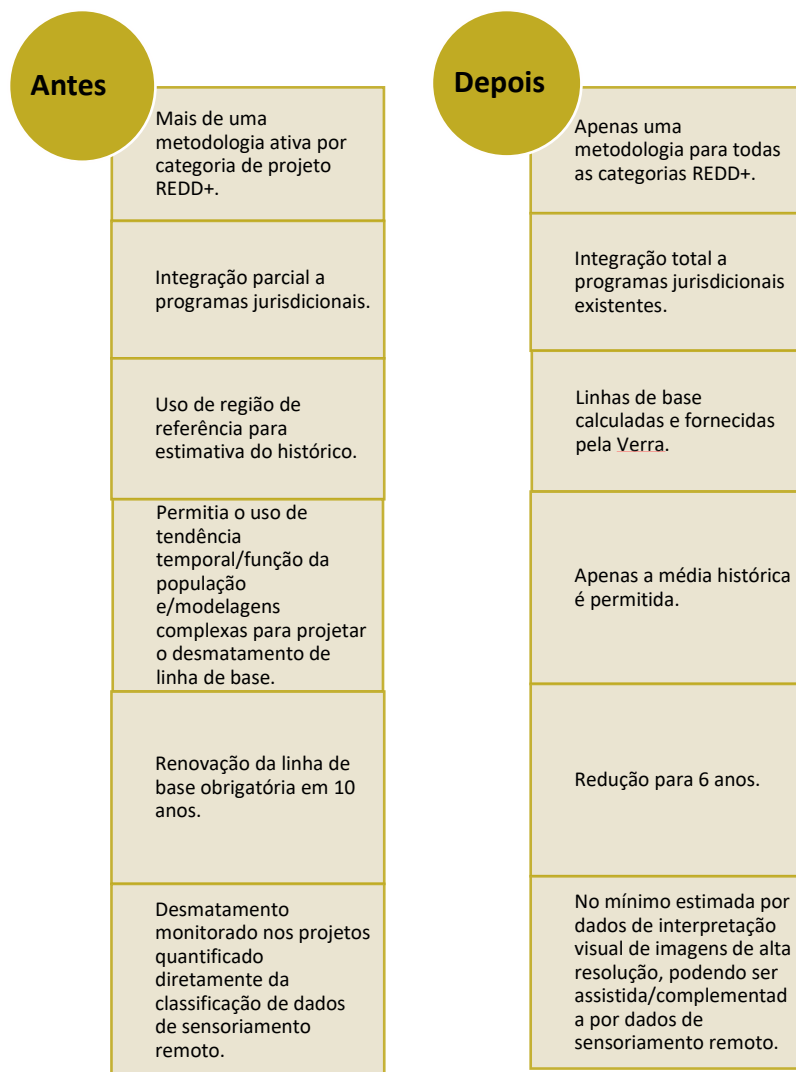 Antes
Mais de uma
metodologia ativa por
categoria de projeto
REDD+.
Integração parcial a
programas jurisdicionais.
Uso de região de
referência para
estimativa do histórico.
Permitia o uso de
tendência
temporal/função da
população
e/modelagens
complexas para projetar
o desmatamento de
linha de base.
Renovação da linha de
base obrigatória em 10
anos.
Desmatamento
monitorado nos projetos
quantificado
diretamente da
classificação de dados
de sensoriamento
remoto.
Depois
Apenas uma
metodologia para todas
as categorias REDD+.
Integração total a
programas jurisdicionais
existentes.
Linhas de base
calculadas e fornecidas
pela Verra.
Apenas a média histórica
é permitida.
Redução para 6 anos.
No mínimo estimada por
dados de interpretação
visual de imagens de alta
resolução, podendo ser
assistida/complementad
a por dados de
sensoriamento remoto.